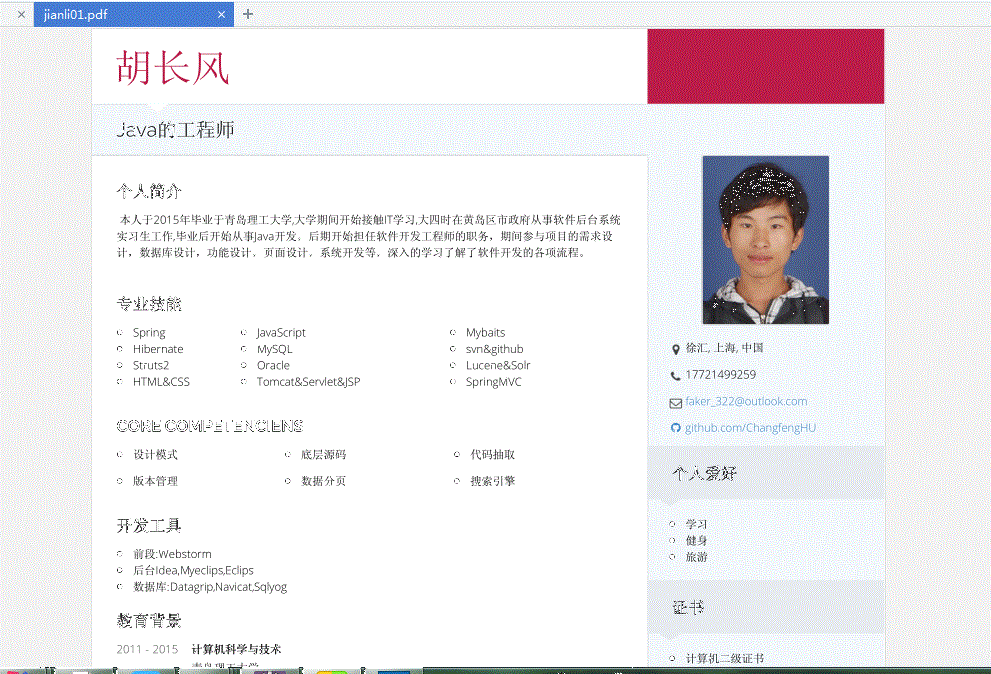 jianli01.pdf
胡长风
Java的工程师
个人简介
本人于2015年毕业于青岛理工大学,大学期间开始接触IT学习,大四时在黄岛区市政府从事软件后台系统
实习生工作,毕业后开始从事Java开发。后期开始担任软件开发工程师的职务，期间参与项目的需求设
计，数据库设计，功能设计。页面设计。系统开发等。深入的学习了解了软件开发的各项流程。
专业技能
Spring JavaScript Mybaits
Hibernate MySQL svn&github
Struts2 Oracle Lucene&Solr
HTML&CSS Tomcat&Servlet&JSP SpringMVC
CORE COMPETENCIENS
设计模式 底层源码 代码抽取
版本管理 数据分页 搜索引擎
开发工具
前段:Webstorm
后台Idea,Myeclips,Eclips
数据库:Datagrip,Navicat,Sqlyog
教育背景
2011 - 2015 计算机科学与技术
徐汇, 上海, 中国
17721499259
faker_322@outlook.com
github.com/ChangfengHU
个人爱好
学习
健身
旅游
证书
计算机二级证书